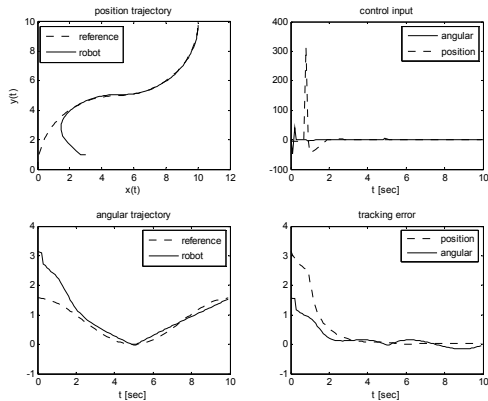 position trajectory
10
8
6
4
2
0
y(t)
reference
robot
0 2 4 6 8 10 12
x(t)
control input
400
300
200
100
0
-100
angular
position
0 2 4 6 8 10
t [sec]
angular trajectory
4
3
2
1
0
-1
reference
robot
0 2 4 6 8 10
t [sec]
tracking error
4
3
2
1
0
-1
position
angular
0 2 4 6 8 10
t [sec]